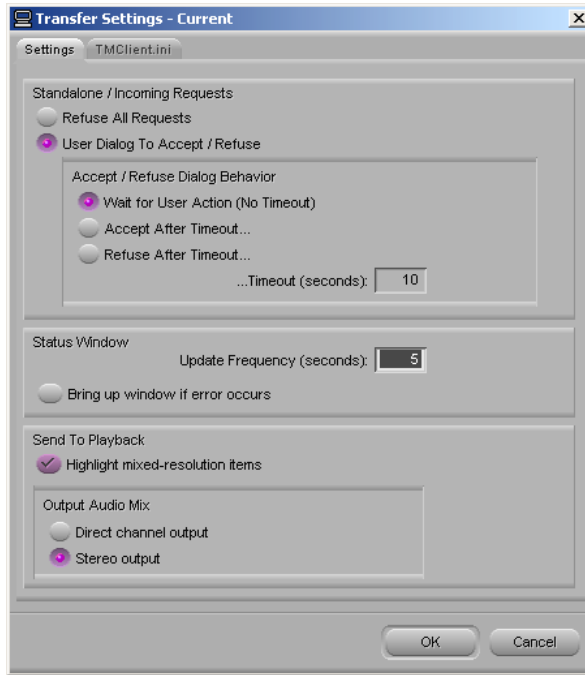 Transfer Settings - Current
Settings
TMClient.ini
Standalone / Incoming Requests
Refuse All Requests
User Dialog To Accept / Refuse
Accept / Refuse Dialog Behavior
Wait for User Action (No Timeout)
Accept After Timeout...
Refuse After Timeout...
...Timeout (seconds): 10
Status Window
Update Frequency (seconds): 5
Bring up window if error occurs
Send To Playback
Highlight mixed-resolution items
Output Audio Mix
Direct channel output
Stereo output
OK
Cancel